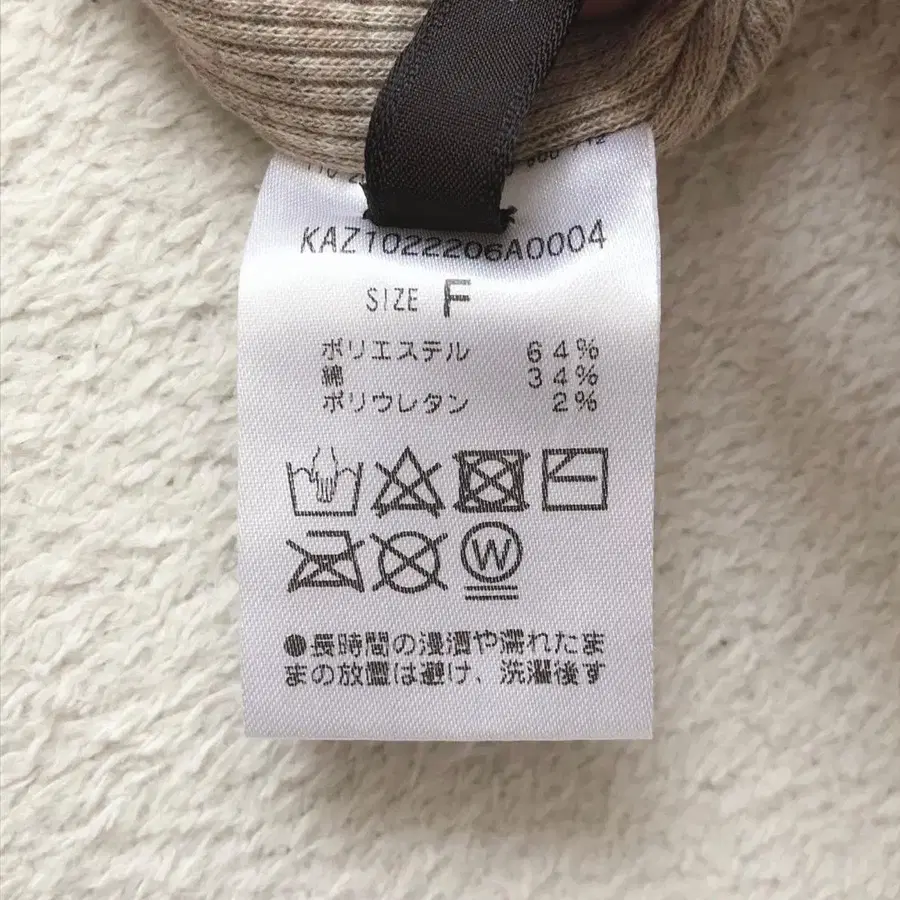 KAZ1022206A0004
SIZE F
ポリエステル 64%
綿 34%
ポリウレタン 2%
W
●長時間の浸漬や濡れたま
まの放置は避け、洗濯後す